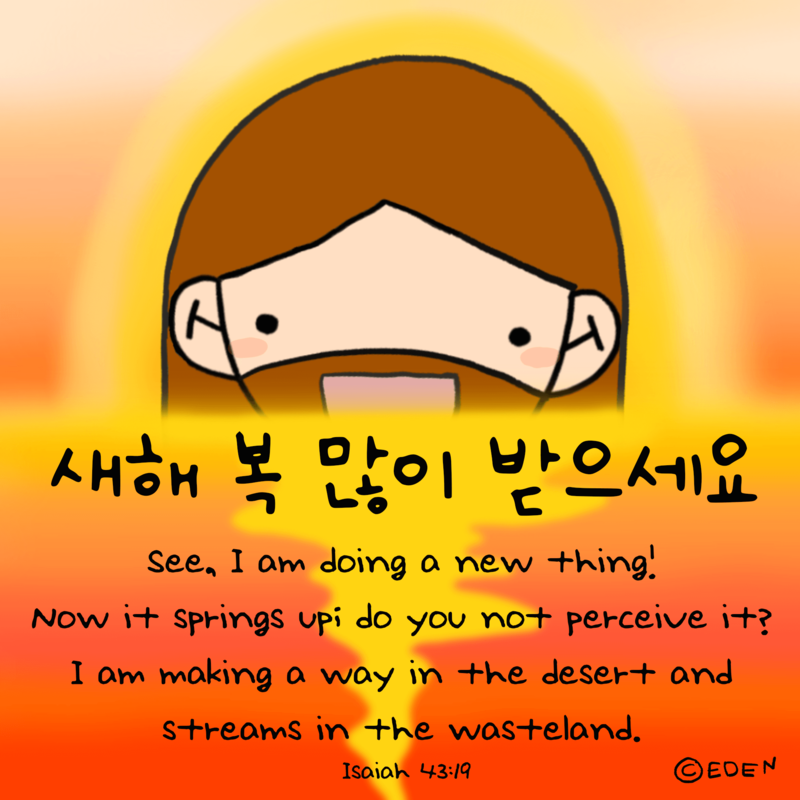 새해 복 많이 받으세요
See, I am doing a new thing!
Now it springs up; do you not perceive it?
I am making a way in the desert and
streams in the wasteland.
Isaiah 43:19
©EDEN